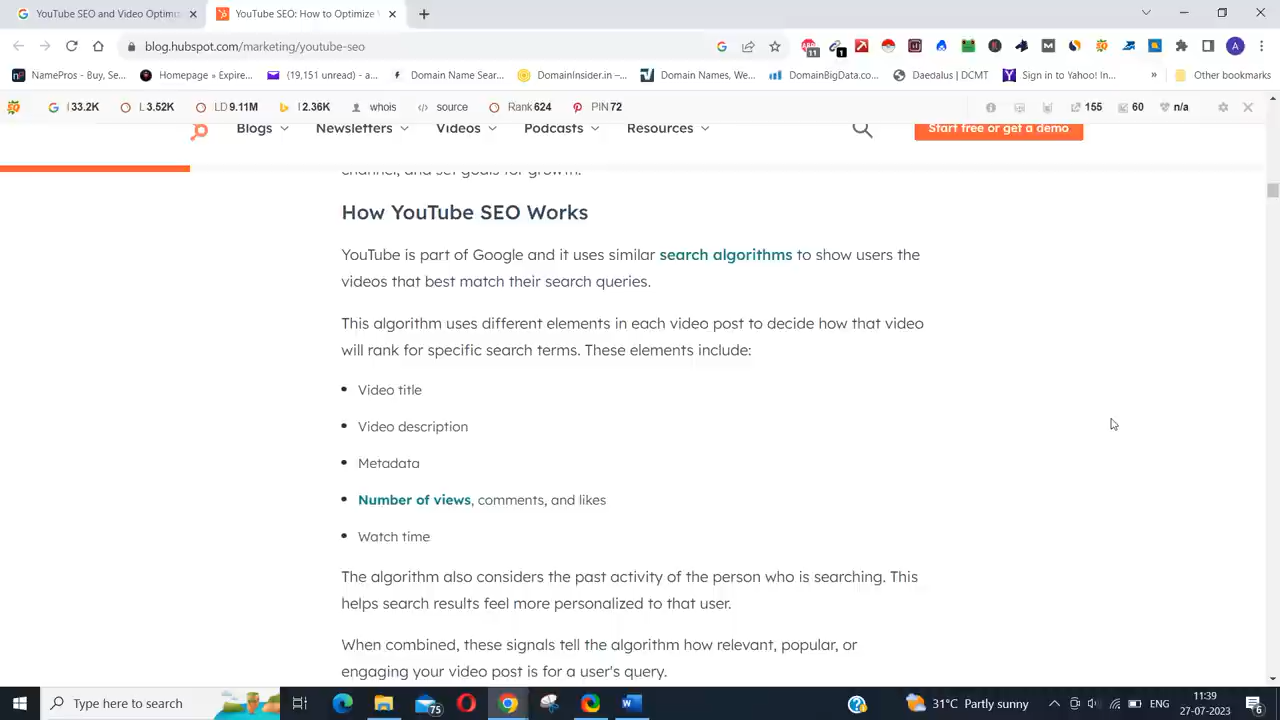 YouTube SEO and Video Optimi
YouTube SEO: How to Optimize
blog.hubspot.com/marketing/youtube-seo
11
1
A
NamePros - Buy, Se...
Homepage » Expire...
(19,151 unread) - a...
Domain Name Sear...
DomainInsider.in –...
Domain Names, We...
DomainBigData.co...
Daedalus | DCMT
Sign in to Yahoo! In...
»
Other bookmarks
I 33.2K
L 3.52K
LD 9.11M
I 2.36K
whois
source
Rank 624
PIN 72
155
60
n/a
Blogs
Newsletters
Videos
Podcasts
Resources
Start free or get a demo
channel, and set goals for growth.
How YouTube SEO Works
YouTube is part of Google and it uses similar search algorithms to show users the
videos that best match their search queries.
This algorithm uses different elements in each video post to decide how that video
will rank for specific search terms. These elements include:
• Video title
• Video description
• Metadata
• Number of views, comments, and likes
• Watch time
The algorithm also considers the past activity of the person who is searching. This
helps search results feel more personalized to that user.
When combined, these signals tell the algorithm how relevant, popular, or
engaging your video post is for a user's query.
Type here to search
75
31°C Partly sunny
ENG
11:39
27-07-2023
6